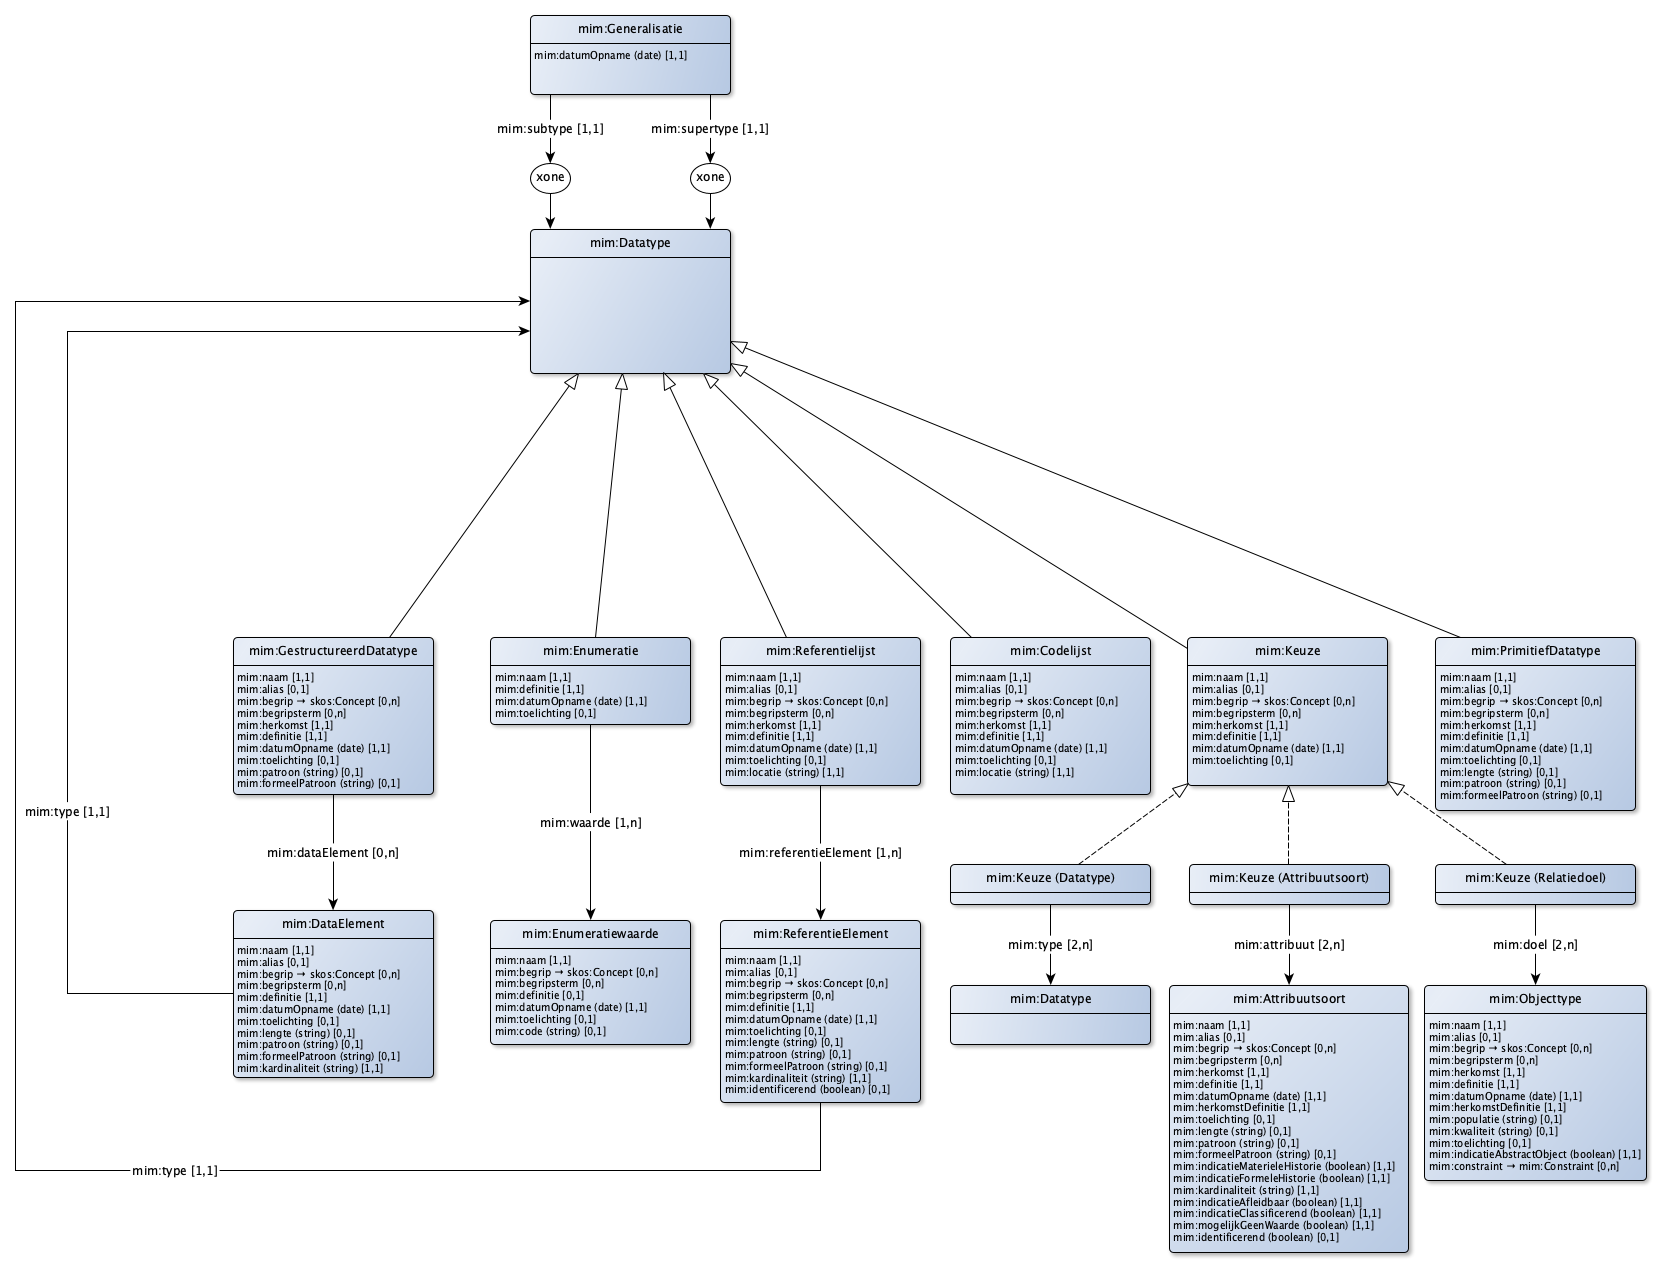 mim:Generalisatie
mim:datumOpname (date) [1,1]
mim:subtype [1,1]
mim:supertype [1,1]
xone
xone
mim:Datatype
mim:GestructureerdDatatype
mim:naam [1,1]
mim:alias [0,1]
mim:begrip → skos:Concept [0,n]
mim:begripsterm [0,n]
mim:herkomst [1,1]
mim:definitie [1,1]
mim:datumOpname (date) [1,1]
mim:toelichting [0,1]
mim:patroon (string) [0,1]
mim:formeelPatroon (string) [0,1]
mim:Enumeratie
mim:naam [1,1]
mim:definitie [1,1]
mim:datumOpname (date) [1,1]
mim:toelichting [0,1]
mim:Referentielijst
mim:naam [1,1]
mim:alias [0,1]
mim:begrip → skos:Concept [0,n]
mim:begripsterm [0,n]
mim:herkomst [1,1]
mim:definitie [1,1]
mim:datumOpname (date) [1,1]
mim:toelichting [0,1]
mim:locatie (string) [1,1]
mim:Codelijst
mim:naam [1,1]
mim:alias [0,1]
mim:begrip → skos:Concept [0,n]
mim:begripsterm [0,n]
mim:herkomst [1,1]
mim:definitie [1,1]
mim:datumOpname (date) [1,1]
mim:toelichting [0,1]
mim:locatie (string) [1,1]
mim:Keuze
mim:naam [1,1]
mim:alias [0,1]
mim:begrip → skos:Concept [0,n]
mim:begripsterm [0,n]
mim:herkomst [1,1]
mim:definitie [1,1]
mim:datumOpname (date) [1,1]
mim:toelichting [0,1]
mim:PrimitiefDatatype
mim:naam [1,1]
mim:alias [0,1]
mim:begrip → skos:Concept [0,n]
mim:begripsterm [0,n]
mim:herkomst [1,1]
mim:definitie [1,1]
mim:datumOpname (date) [1,1]
mim:toelichting [0,1]
mim:lengte (string) [0,1]
mim:patroon (string) [0,1]
mim:formeelPatroon (string) [0,1]
mim:type [1,1]
mim:dataElement [0,n]
mim:waarde [1,n]
mim:referentieElement [1,n]
mim:Keuze (Datatype)
mim:Keuze (Attribuutsoort)
mim:Keuze (Relatiedoel)
mim:type [2,n]
mim:attribuut [2,n]
mim:doel [2,n]
mim:DataElement
mim:naam [1,1]
mim:alias [0,1]
mim:begrip → skos:Concept [0,n]
mim:begripsterm [0,n]
mim:definitie [1,1]
mim:datumOpname (date) [1,1]
mim:toelichting [0,1]
mim:lengte (string) [0,1]
mim:patroon (string) [0,1]
mim:formeelPatroon (string) [0,1]
mim:kardinaliteit (string) [1,1]
mim:Enumeratiewaarde
mim:naam [1,1]
mim:begrip → skos:Concept [0,n]
mim:begripsterm [0,n]
mim:definitie [0,1]
mim:datumOpname (date) [1,1]
mim:toelichting [0,1]
mim:code (string) [0,1]
mim:ReferentieElement
mim:naam [1,1]
mim:alias [0,1]
mim:begrip → skos:Concept [0,n]
mim:begripsterm [0,n]
mim:definitie [1,1]
mim:datumOpname (date) [1,1]
mim:toelichting [0,1]
mim:lengte (string) [0,1]
mim:patroon (string) [0,1]
mim:formeelPatroon (string) [0,1]
mim:kardinaliteit (string) [1,1]
mim:identificerend (boolean) [0,1]
mim:Datatype
mim:Attribuutsoort
mim:naam [1,1]
mim:alias [0,1]
mim:begrip → skos:Concept [0,n]
mim:begripsterm [0,n]
mim:herkomst [1,1]
mim:definitie [1,1]
mim:datumOpname (date) [1,1]
mim:herkomstDefinitie [1,1]
mim:toelichting [0,1]
mim:lengte (string) [0,1]
mim:patroon (string) [0,1]
mim:formeelPatroon (string) [0,1]
mim:indicatieMaterieleHistorie (boolean) [1,1]
mim:indicatieFormeleHistorie (boolean) [1,1]
mim:kardinaliteit (string) [1,1]
mim:indicatieAfleidbaar (boolean) [1,1]
mim:indicatieClassificerend (boolean) [1,1]
mim:mogelijkGeenWaarde (boolean) [1,1]
mim:identificerend (boolean) [0,1]
mim:Objecttype
mim:naam [1,1]
mim:alias [0,1]
mim:begrip → skos:Concept [0,n]
mim:begripsterm [0,n]
mim:herkomst [1,1]
mim:definitie [1,1]
mim:datumOpname (date) [1,1]
mim:herkomstDefinitie [1,1]
mim:populatie (string) [0,1]
mim:kwaliteit (string) [0,1]
mim:toelichting [0,1]
mim:indicatieAbstractObject (boolean) [1,1]
mim:constraint → mim:Constraint [0,n]
mim:type [1,1]